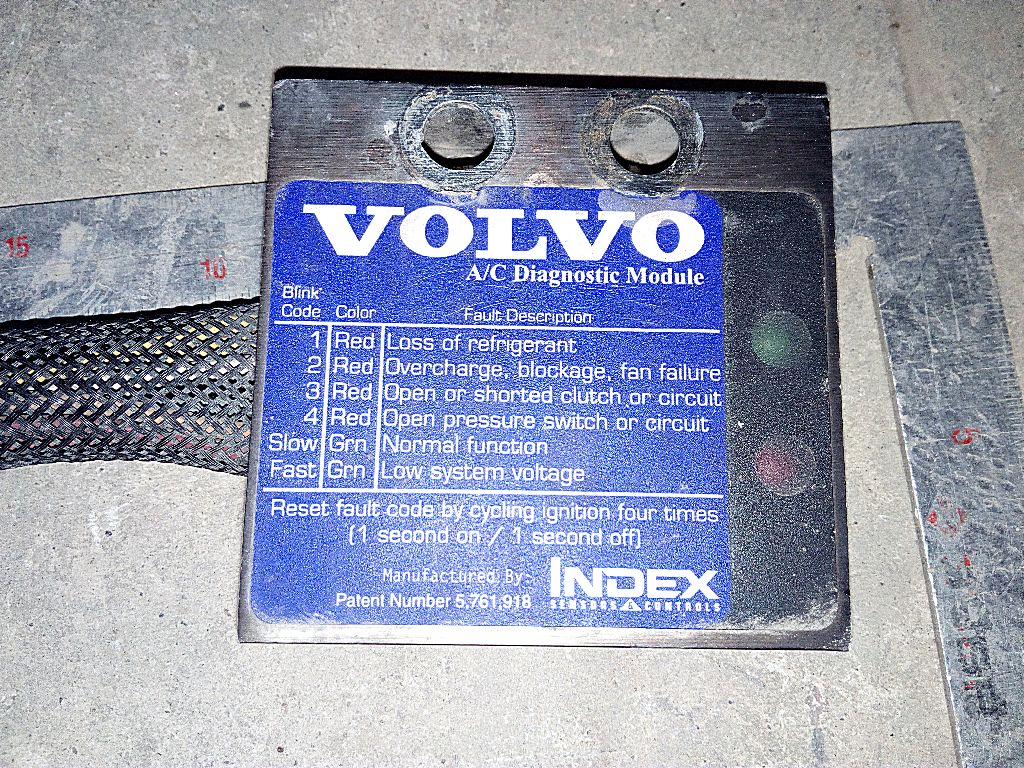 VOLVO
A/C Diagnostic Module
Blink Code Color Fault Description
1 Red Loss of refrigerant
2 Red Overcharge, blockage, fan failure
3 Red Open or shorted clutch or circuit
4 Red Open pressure switch or circuit
Slow Grn Normal function
Fast Grn Low system voltage
Reset fault code by cycling ignition four times
(1 second on / 1 second off)
Manufactured By:
INDEX
SENSORS CONTROLS
Patent Number 5,761,918
15
10
5